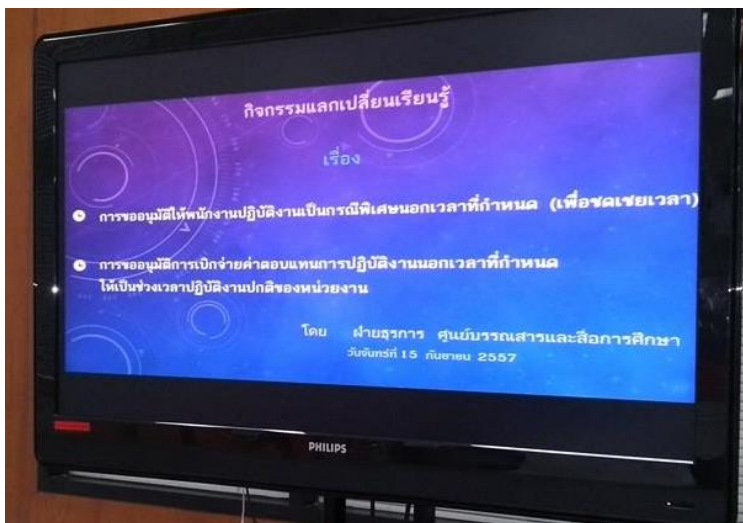 กิจกรรมแลกเปลี่ยนเรียนรู้
เรื่อง
การขออนุมัติให้พนักงานปฏิบัติงานเป็นกรณีพิเศษนอกเวลาที่กำหนด (เพื่อชดเชยเวลา)
การขออนุมัติการเบิกจ่ายค่าตอบแทนการปฏิบัติงานนอกเวลาที่กำหนด
ให้เป็นช่วงเวลาปฏิบัติงานปกติของหน่วยงาน
โดย ฝ่ายธุรการ ศูนย์บรรณสารและสื่อการศึกษา
วันจันทร์ที่ 15 กันยายน 2557
PHILIPS